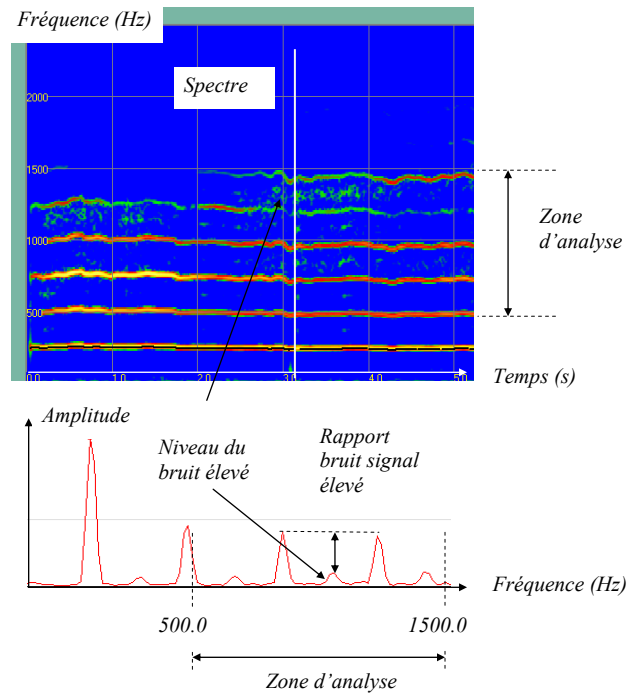 Fréquence (Hz)
Spectre
2000
1500
1000
500
0.0
1.0
2.0
3.0
4.0
5.0
Zone
d'analyse
Temps (s)
Amplitude
Niveau du
bruit élevé
Rapport
bruit signal
élevé
Fréquence (Hz)
500.0
1500.0
Zone d'analyse